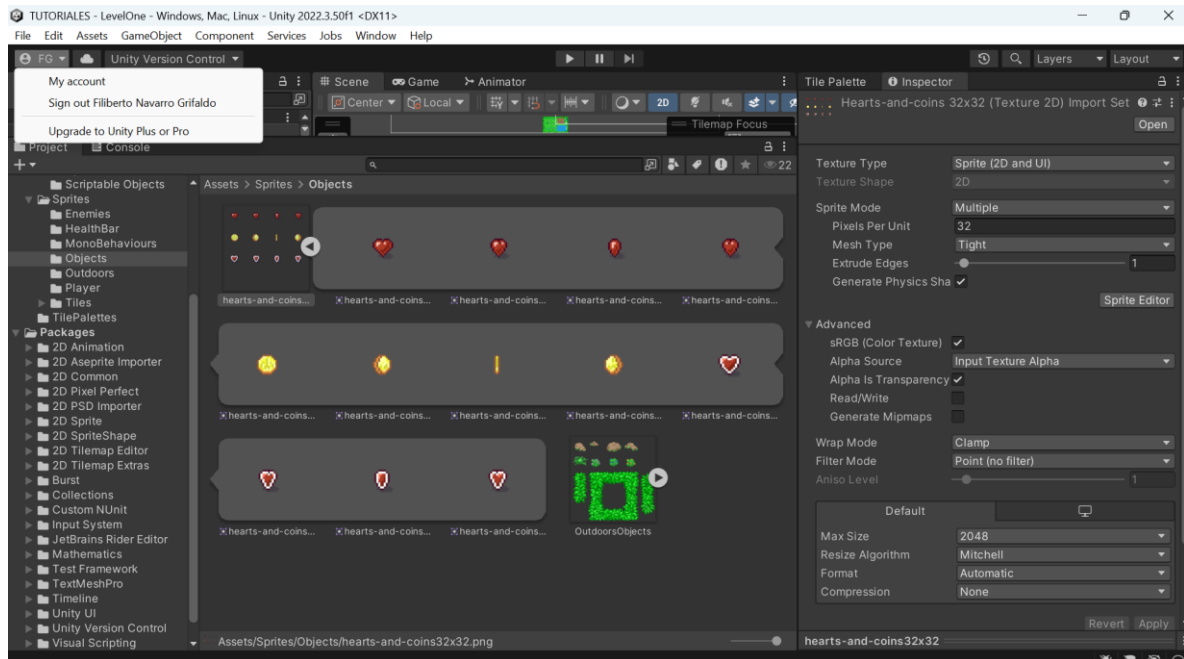 TUTORIALES - LevelOne - Windows, Mac, Linux - Unity 2022.3.50f1 <DX11>
File Edit Assets GameObject Component Services Jobs Window Help
FG Unity Version Control Layers Layout
My account
Sign out Filiberto Navarro Grifaldo
Upgrade to Unity Plus or Pro
Scene Game Animator
Center Local 2D
Tilemap Focus
Project Console
22
Scriptable Objects
Sprites
Enemies
HealthBar
MonoBehaviours
Objects
Outdoors
Player
Tiles
TilePalettes
Packages
2D Animation
2D Aseprite Importer
2D Common
2D Pixel Perfect
2D PSD Importer
2D Sprite
2D SpriteShape
2D Tilemap Editor
2D Tilemap Extras
Burst
Collections
Custom NUnit
Input System
JetBrains Rider Editor
Mathematics
Test Framework
TextMeshPro
Timeline
Unity UI
Unity Version Control
Visual Scripting
Assets > Sprites > Objects
hearts-and-coins... hearts-and-coins... hearts-and-coins... hearts-and-coins... hearts-and-coins...
hearts-and-coins... hearts-and-coins... hearts-and-coins... hearts-and-coins... hearts-and-coins...
hearts-and-coins... hearts-and-coins... hearts-and-coins... OutdoorsObjects
Assets/Sprites/Objects/hearts-and-coins32x32.png
Tile Palette Inspector
Hearts-and-coins 32x32 (Texture 2D) Import Set
Open
Texture Type Sprite (2D and UI)
Texture Shape 2D
Sprite Mode Multiple
Pixels Per Unit 32
Mesh Type Tight
Extrude Edges 1
Generate Physics Sha
Sprite Editor
Advanced
sRGB (Color Texture)
Alpha Source Input Texture Alpha
Alpha Is Transparency
Read/Write
Generate Mipmaps
Wrap Mode Clamp
Filter Mode Point (no filter)
Aniso Level 1
Default
Max Size 2048
Resize Algorithm Mitchell
Format Automatic
Compression None
Revert Apply
hearts-and-coins32x32